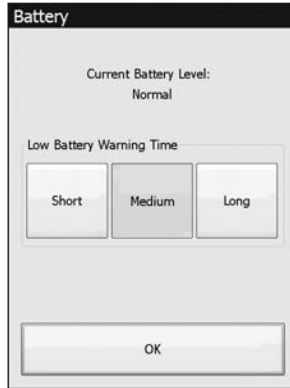 Battery
Current Battery Level:
Normal
Low Battery Warning Time
Short Medium Long
OK